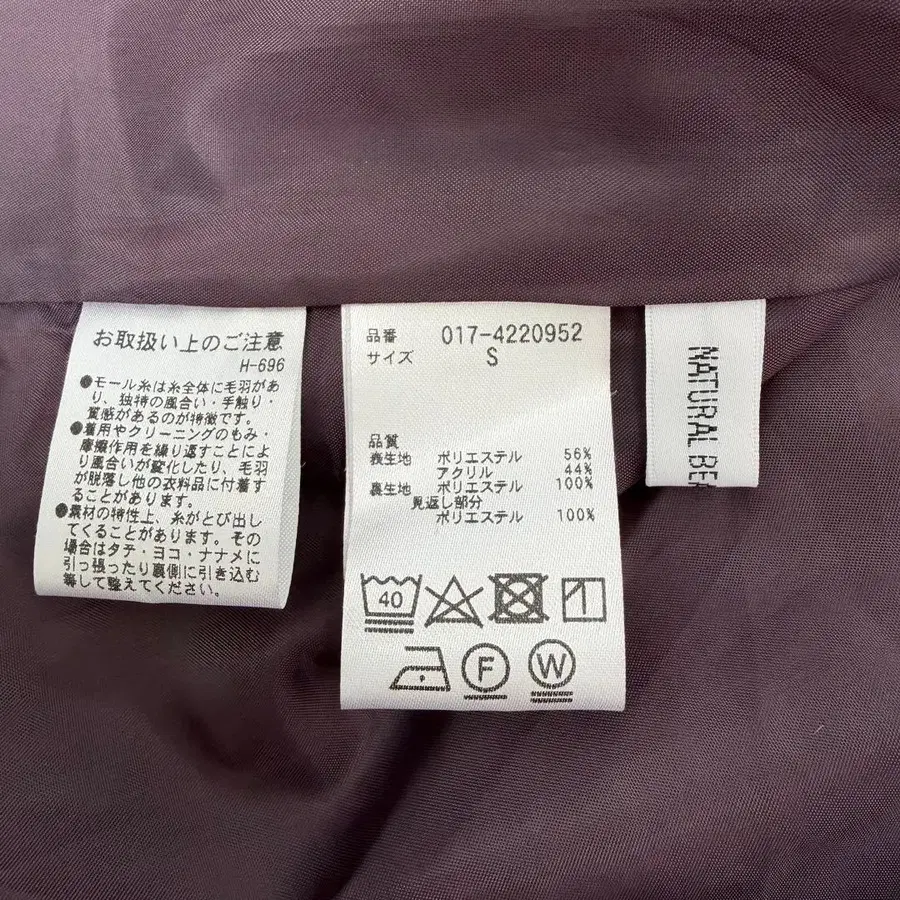 お取扱い上のご注意
H-696
●モール糸は糸全体に毛羽があ
り、独特の風合い・手触り・
質感があるのが特徴です。
●着用やクリーニングのもみ・
摩擦作用を繰り返すことによ
り風合いが変化したり、毛羽
が脱落し他の衣料品に付着す
ることがあります。
●素材の特性上、糸がとび出し
てくることがあります。その
場合はタテ・ヨコ・ナナメに
引っ張ったり裏側に引き込む
等して整えてください。
品番 017-4220952
サイズ S
品質
表生地 ポリエステル 56%
アクリル 44%
裏生地 ポリエステル 100%
見返し部分
ポリエステル 100%
40
F
W
NATURAL